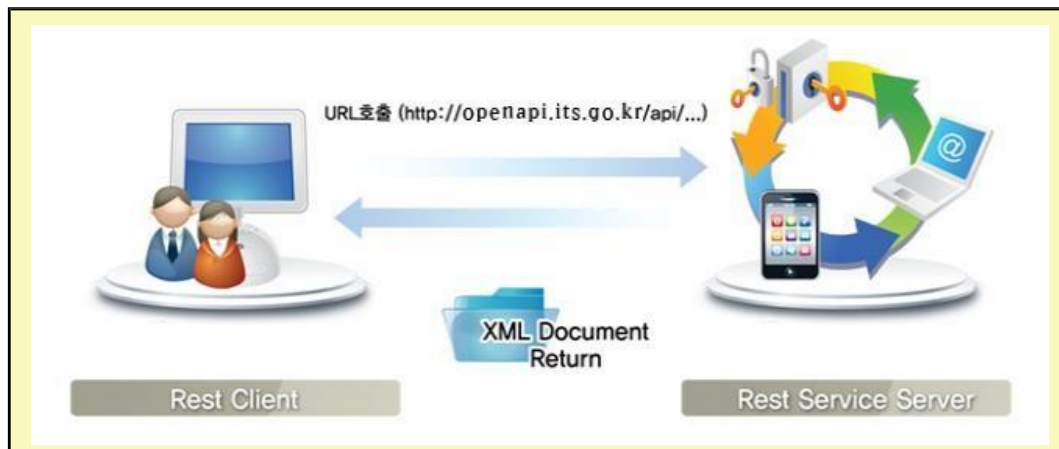 URL호출 (http://openapi.its.go.kr/api/...)
@
XML Document
Return
Rest Client
Rest Service Server